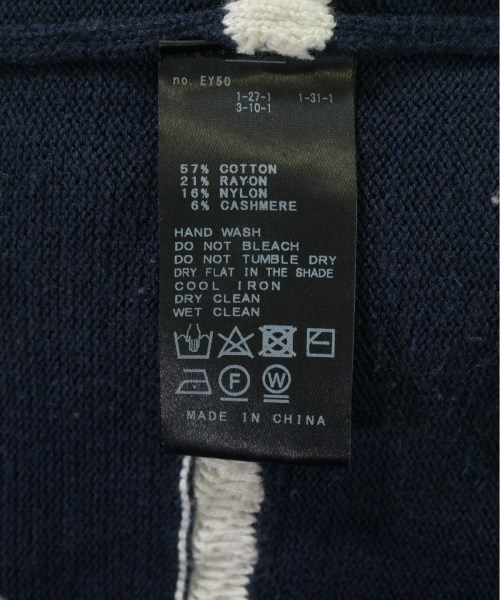 no. EY50
1-27-1 1-31-1
3-10-1
57% COTTON
21% RAYON
16% NYLON
6% CASHMERE
HAND WASH
DO NOT BLEACH
DO NOT TUMBLE DRY
DRY FLAT IN THE SHADE
COOL IRON
DRY CLEAN
WET CLEAN
F W
MADE IN CHINA